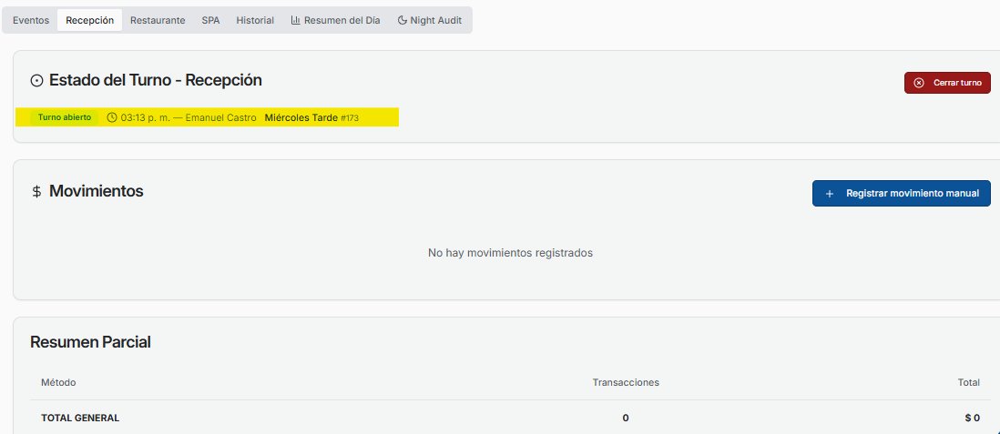 Eventos Recepción Restaurante SPA Historial Resumen del Día Night Audit
Estado del Turno - Recepción
Cerrar turno
Turno abierto 03:13 p. m. — Emanuel Castro Miércoles Tarde #173
$ Movimientos
+ Registrar movimiento manual
No hay movimientos registrados
Resumen Parcial
Método Transacciones Total
TOTAL GENERAL 0 $ 0